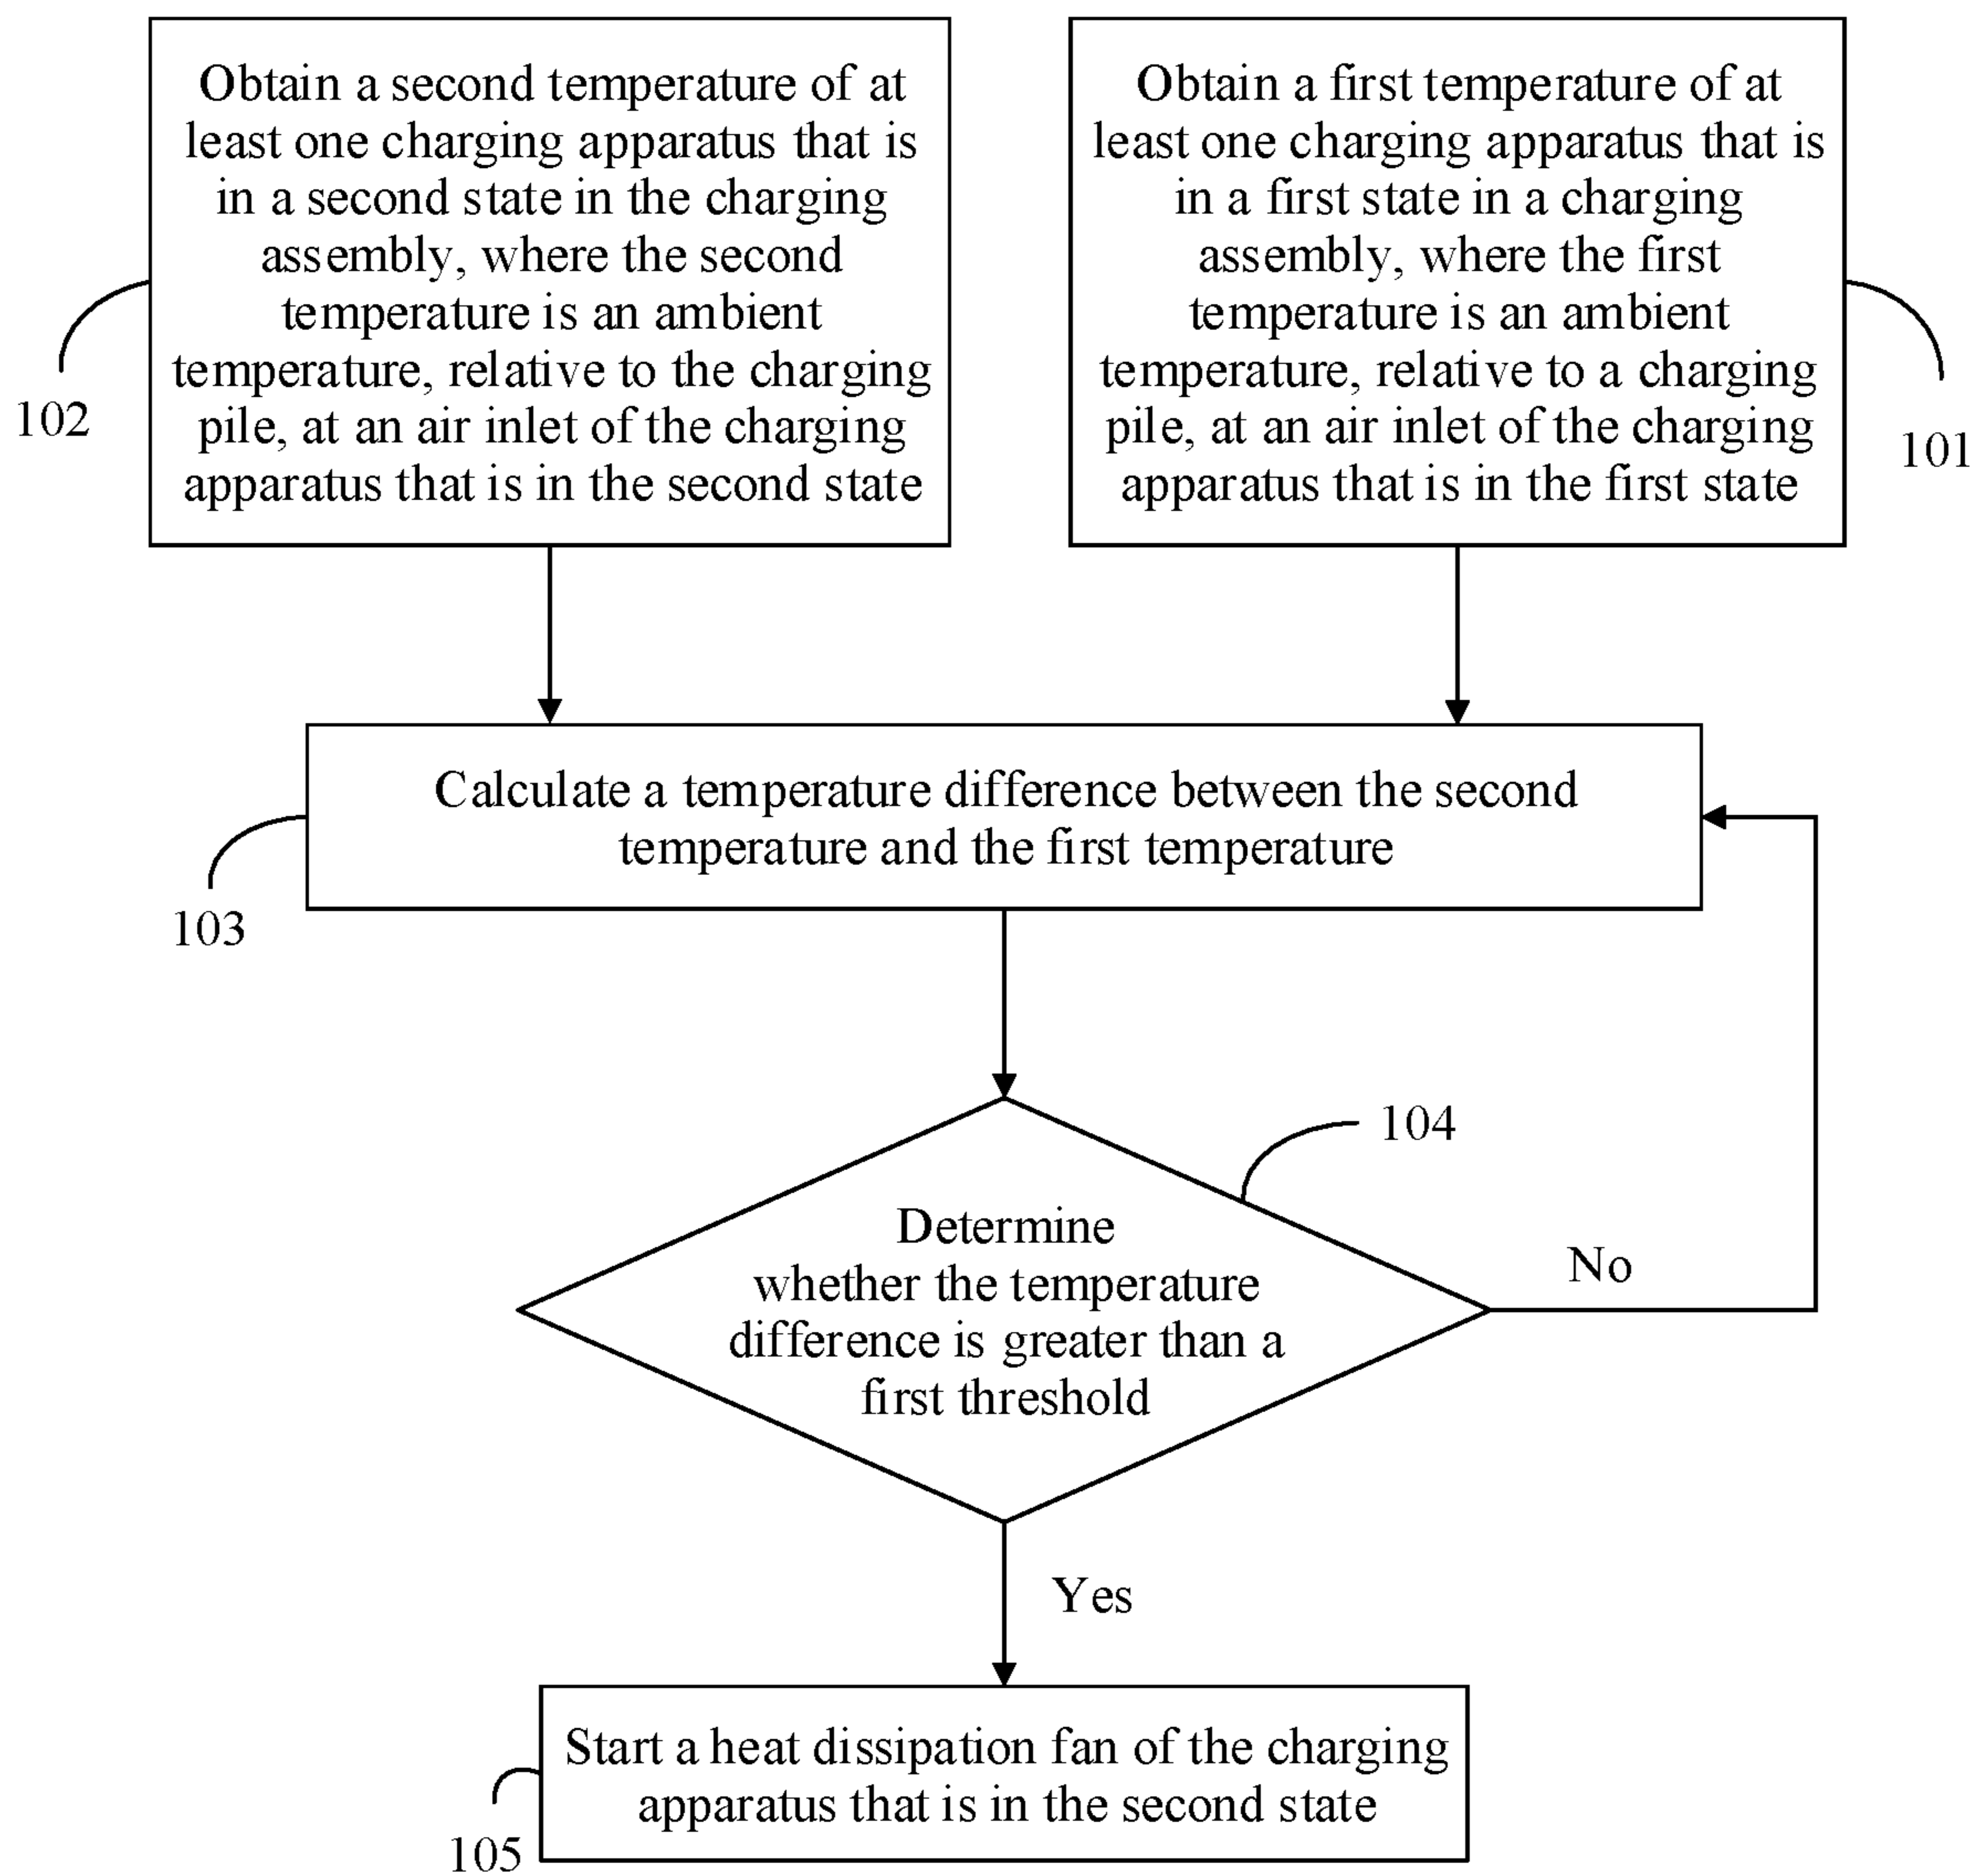 Obtain a second temperature of at
least one charging apparatus that is
in a second state in the charging
assembly, where the second
temperature is an ambient
temperature, relative to the charging
pile, at an air inlet of the charging
apparatus that is in the second state
102
Obtain a first temperature of at
least one charging apparatus that is
in a first state in a charging
assembly, where the first
temperature is an ambient
temperature, relative to a charging
pile, at an air inlet of the charging
apparatus that is in the first state
101
Calculate a temperature difference between the second
temperature and the first temperature
103
104
Determine
whether the temperature
difference is greater than a
first threshold
No
Yes
Start a heat dissipation fan of the charging
apparatus that is in the second state
105